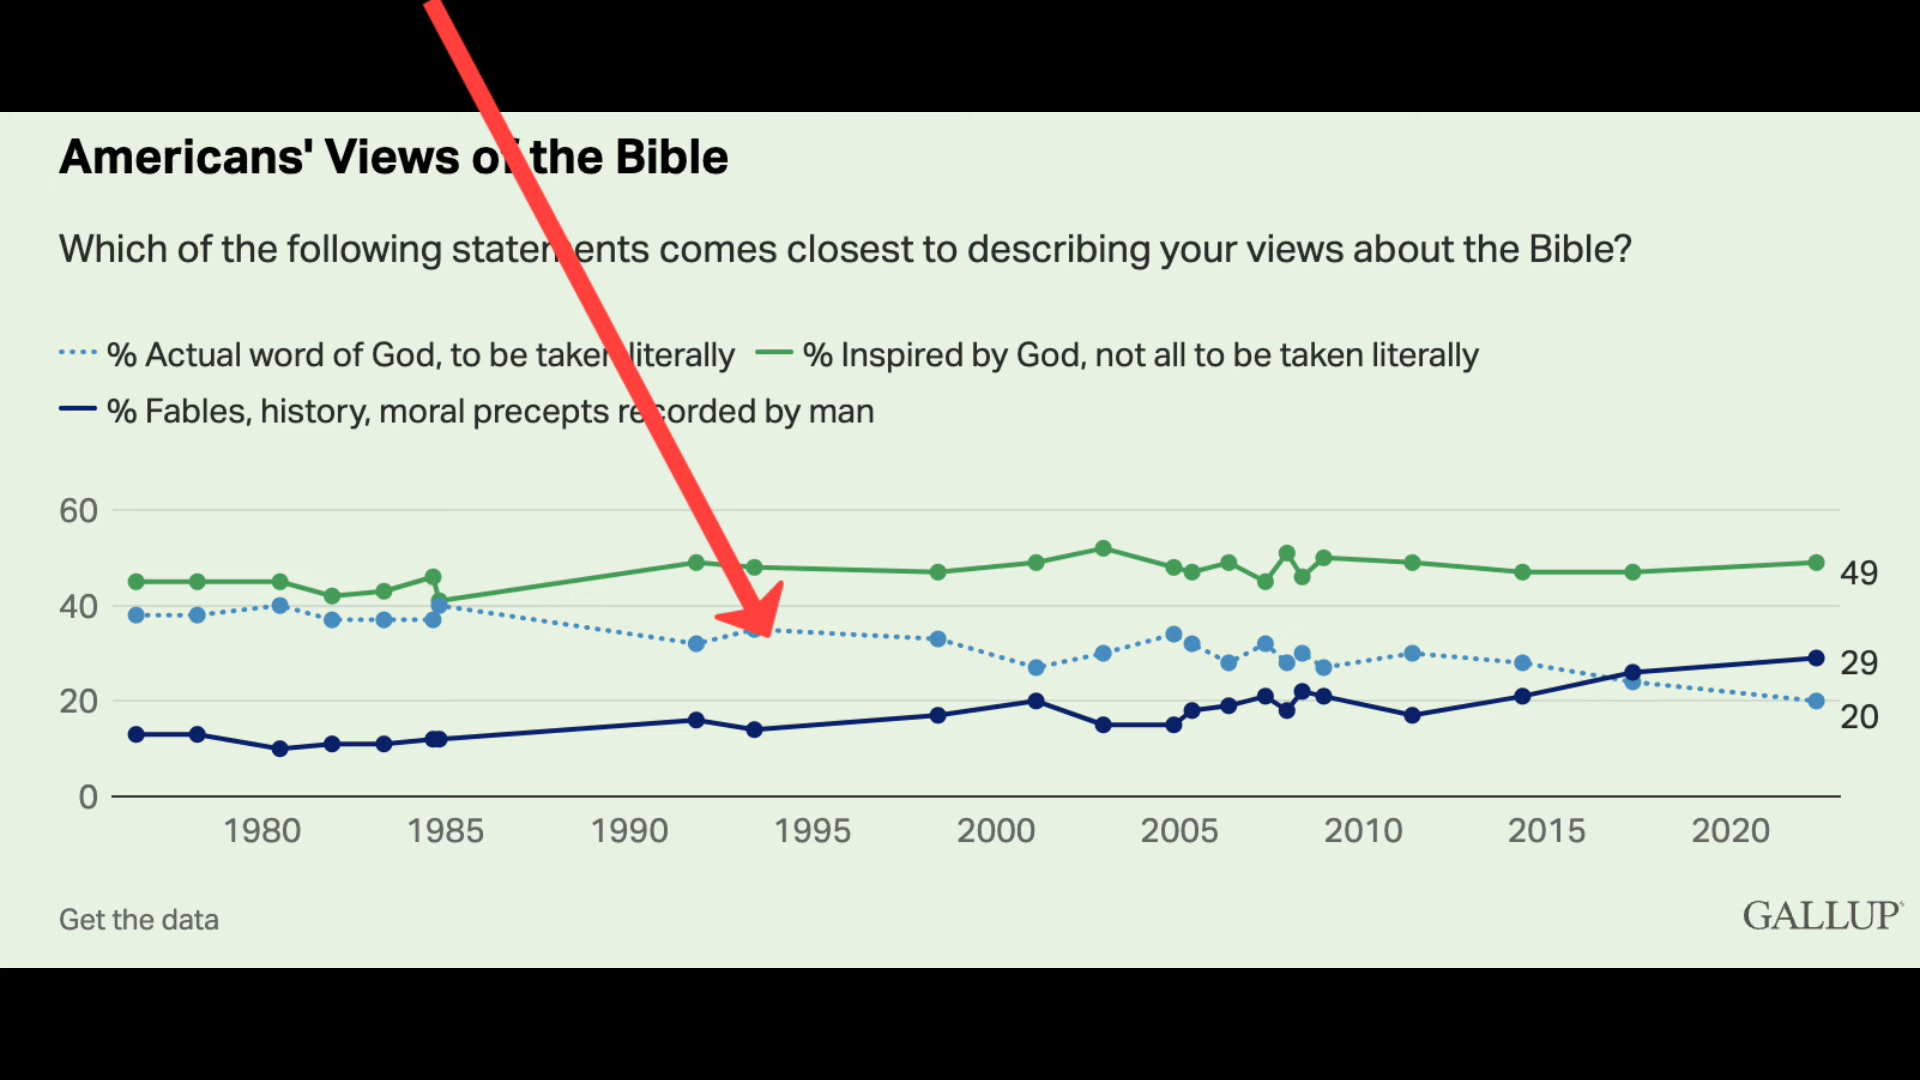 Americans' Views of the Bible
Which of the following statements comes closest to describing your views about the Bible?
% Actual word of God, to be taken literally % Inspired by God, not all to be taken literally
% Fables, history, moral precepts recorded by man
60
40
20
0
49
29
20
1980 1985 1990 1995 2000 2005 2010 2015 2020
Get the data
GALLUP